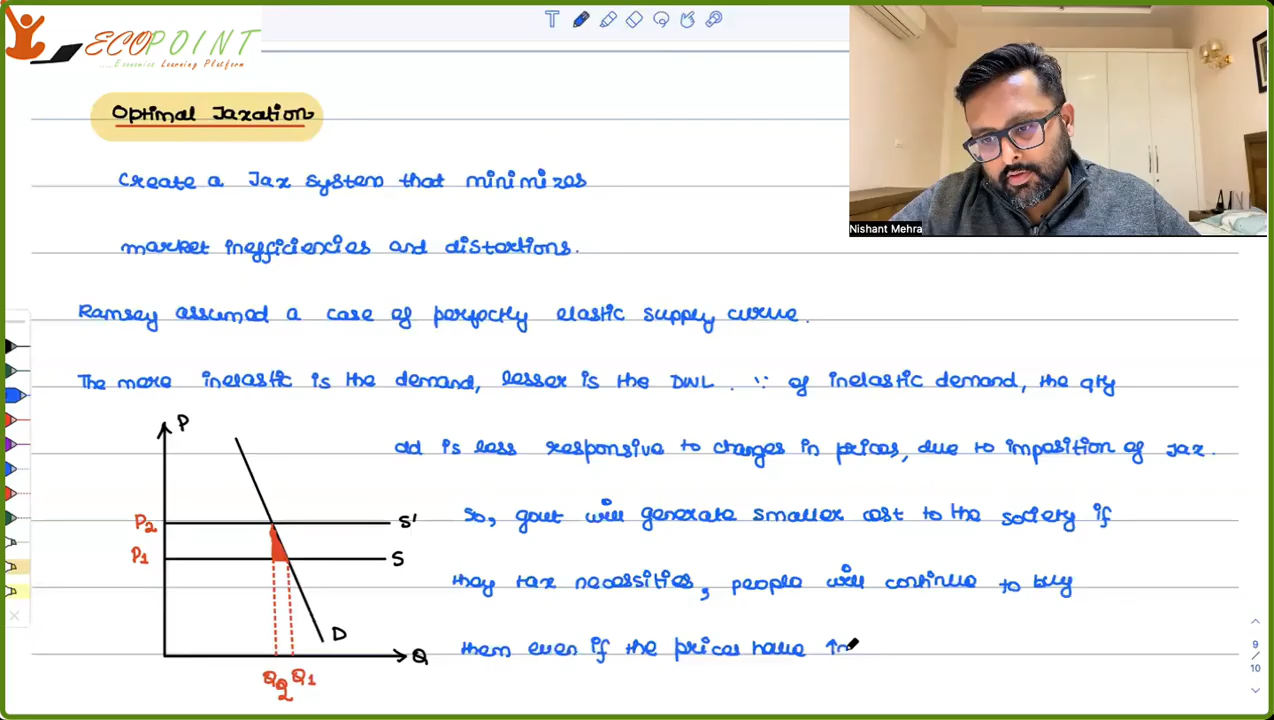 ECOPOINT
.....Economics Learning Platform
T
Nishant Mehra
Optimal Taxation
Create a Tax system that minimizes
market inefficiencies and distortions.
Ramsey assumed a case of perfectly elastic supply curve.
The more inelastic is the demand, lesser is the DWL. ∵ of inelastic demand, the qty
dd is less responsive to changes in prices, due to imposition of Tax.
So, govt will generate smaller cost to the society if
they tax necessities, people will continue to buy
them even if the prices have ↑
P
P2
S'
P1
S
D
Q
Q2 Q1
9
/
10